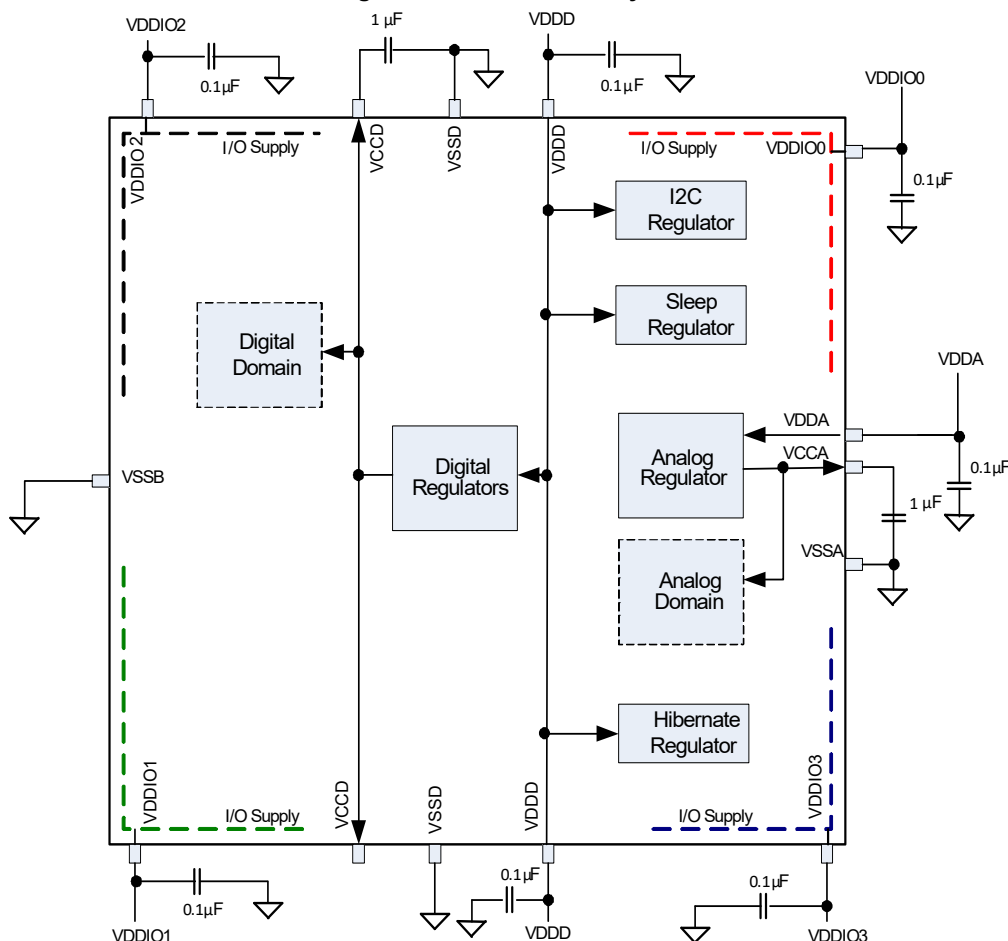 VDDIO2
1 µF
VDDD
0.1µF
0.1µF
VDDIO0
0.1µF
VDDIO2
I/O Supply
VCCD
VSSD
VDDD
I/O Supply
VDDIO0
I2C
Regulator
Sleep
Regulator
Digital
Domain
VDDA
VDDA
Analog
Regulator
VCCA
0.1µF
Digital
Regulators
VSSB
1 µF
VSSA
Analog
Domain
Hibernate
Regulator
VDDIO1
I/O Supply
VCCD
VSSD
VDDD
I/O Supply
VDDIO3
0.1µF
0.1µF
0.1µF
VDDIO1
VDDD
VDDIO3